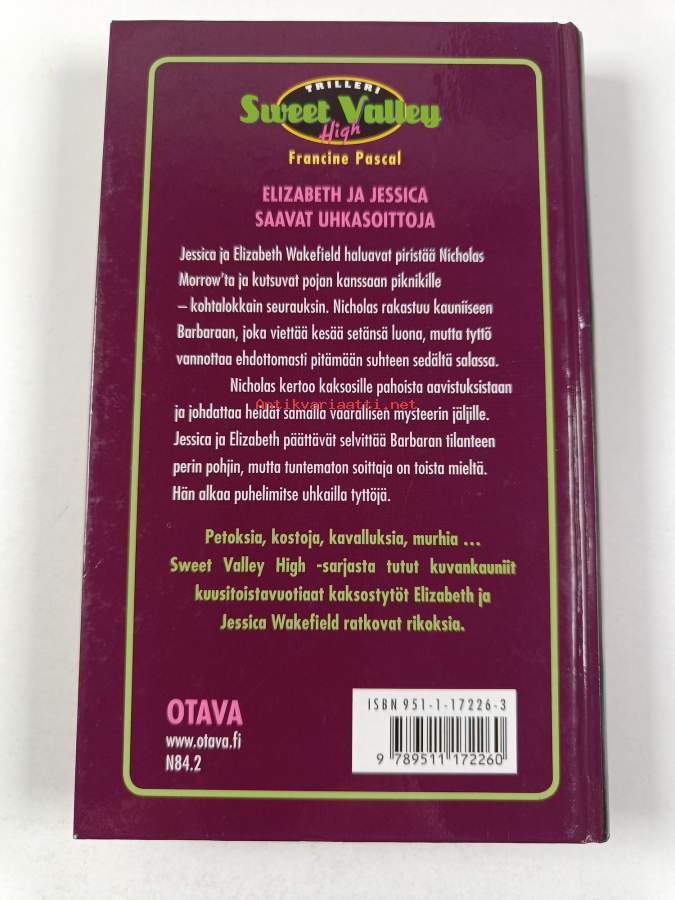 TRILLERI
Sweet Valley
High
Francine Pascal
ELIZABETH JA JESSICA
SAAVAT UHKASOITTOJA
Jessica ja Elizabeth Wakefield haluavat piristää Nicholas
Morrow'ta ja kutsuvat pojan kanssaan piknikille
– kohtalokkain seurauksin. Nicholas rakastuu kauniiseen
Barbaraan, joka viettää kesää setänsä luona, mutta tyttö
vannottaa ehdottomasti pitämään suhteen sedältä salassa.
Nicholas kertoo kaksosille pahoista aavistuksistaan
Antikvariaatti.net
ja johdattaa heidät samalla vaarallisen mysteerin jäljille.
Jessica ja Elizabeth päättävät selvittää Barbaran tilanteen
perin pohjin, mutta tuntematon soittaja on toista mieltä.
Hän alkaa puhelimitse uhkailla tyttöjä.
Petoksia, kostoja, kavalluksia, murhia ...
Sweet Valley High -sarjasta tutut kuvankauniit
kuusitoistavuotiaat kaksostytöt Elizabeth ja
Jessica Wakefield ratkovat rikoksia.
OTAVA
www.otava.fi
N84.2
ISBN 951-1-17226-3
9 789511 172260